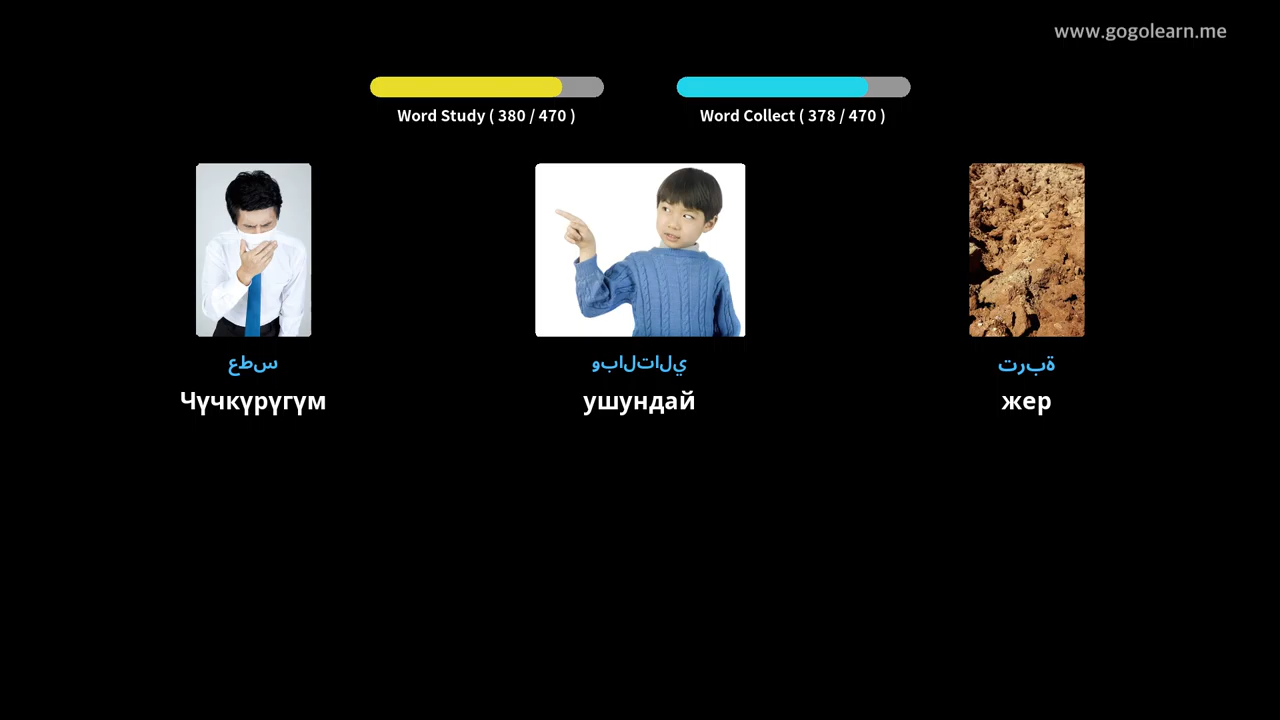 www.gogolearn.me
Word Study ( 380 / 470 )
Word Collect ( 378 / 470 )
عطس
وبالتالي
تربة
Чүчкүрүгүм
ушундай
жер